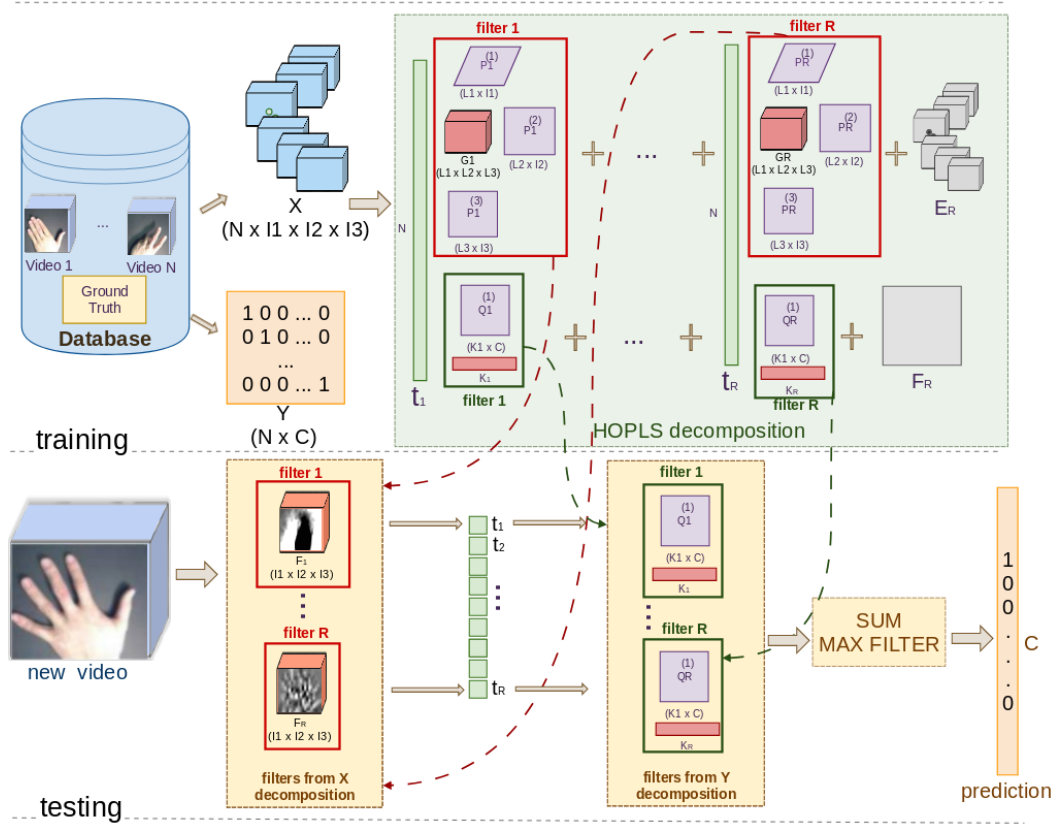 filter 1
(1)
P1
(L1 x I1)
(2)
P1
(L2 x I2)
G1
(L1 x L2 x L3)
(3)
P1
(L3 x I3)
N
+
...
+
filter R
(1)
PR
(L1 x I1)
(2)
PR
(L2 x I2)
GR
(L1 x L2 x L3)
(3)
PR
(L3 x I3)
N
+
ER
X
(N x I1 x I2 x I3)
...
Video 1
Video N
Ground
Truth
Database
1 0 0 ... 0
0 1 0 ... 0
...
0 0 0 ... 1
Y
(N x C)
(1)
Q1
(K1 x C)
K1
filter 1
t1
+
...
+
(1)
QR
(K1 x C)
KR
filter R
tR
+
FR
HOPLS decomposition
training
new video
filter 1
F1
(I1 x I2 x I3)
...
filter R
FR
(I1 x I2 x I3)
filters from X
decomposition
t1
t2
...
tR
filter 1
(1)
Q1
(K1 x C)
K1
...
filter R
(1)
QR
(K1 x C)
KR
filters from Y
decomposition
SUM
MAX FILTER
1
0
0
.
.
.
0
C
prediction
testing